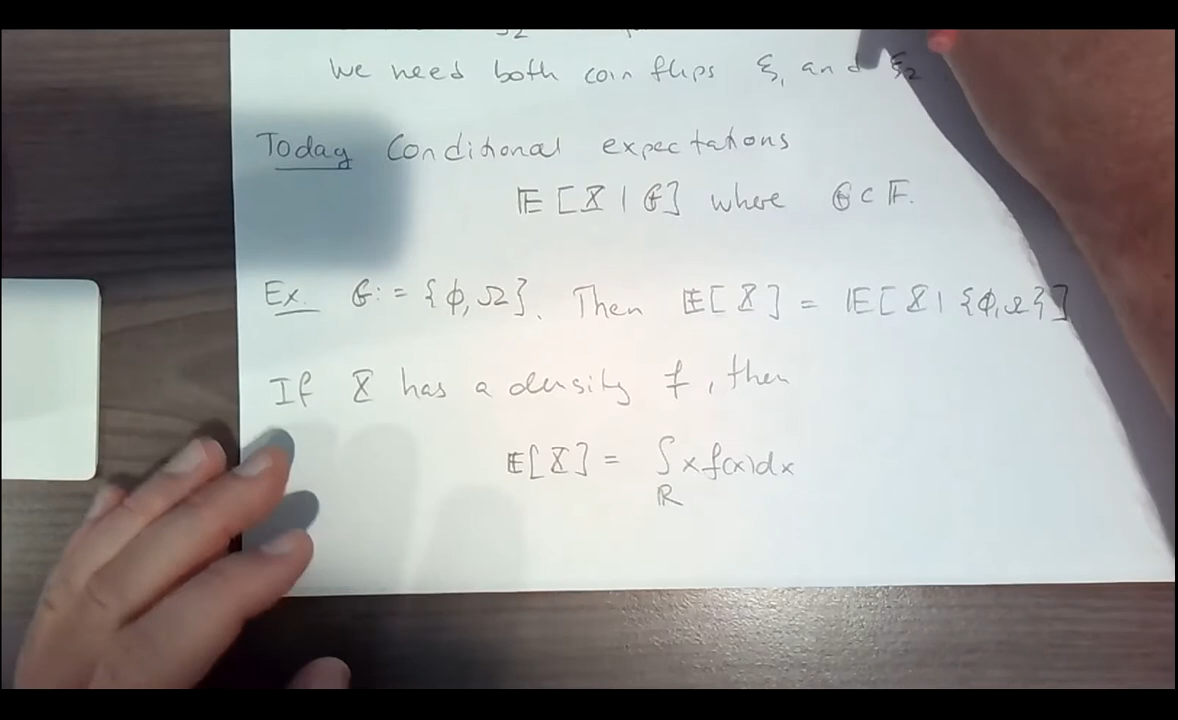 we need both coin flips ξ₁ and ξ₂
Today Conditional expectations
𝔼[X | G] where G ⊂ F.
Ex. G := {φ, Ω}. Then 𝔼[X] = 𝔼[X | {φ, Ω}]
If X has a density f, then
𝔼[X] = ∫ x f(x) dx
ℝ